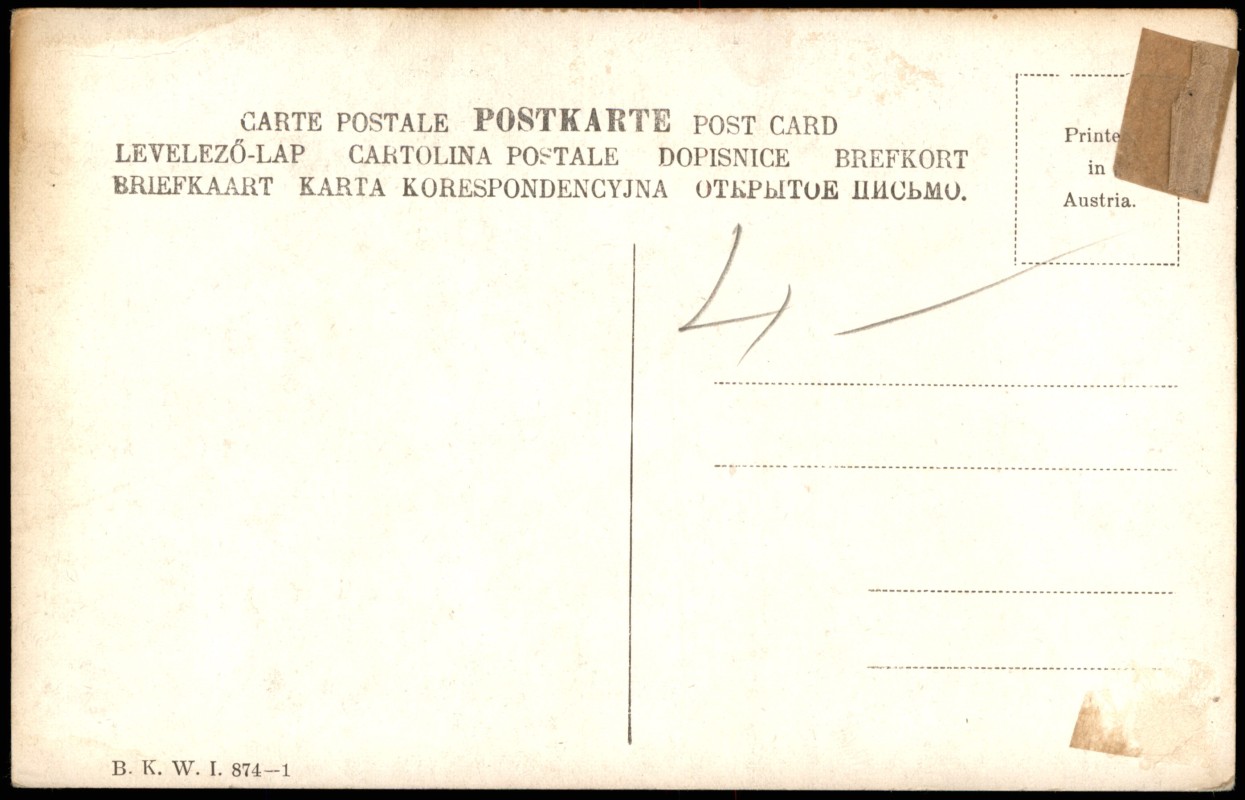 CARTE POSTALE POSTKARTE POST CARD
LEVELEZŐ-LAP CARTOLINA POSTALE DOPISNICE BREFKORT
BRIEFKAART KARTA KORESPONDENCYJNA ОТКРЫТОЕ ПИСЬМО.
Printe
in
Austria.
4 —
B. K. W. I. 874—1